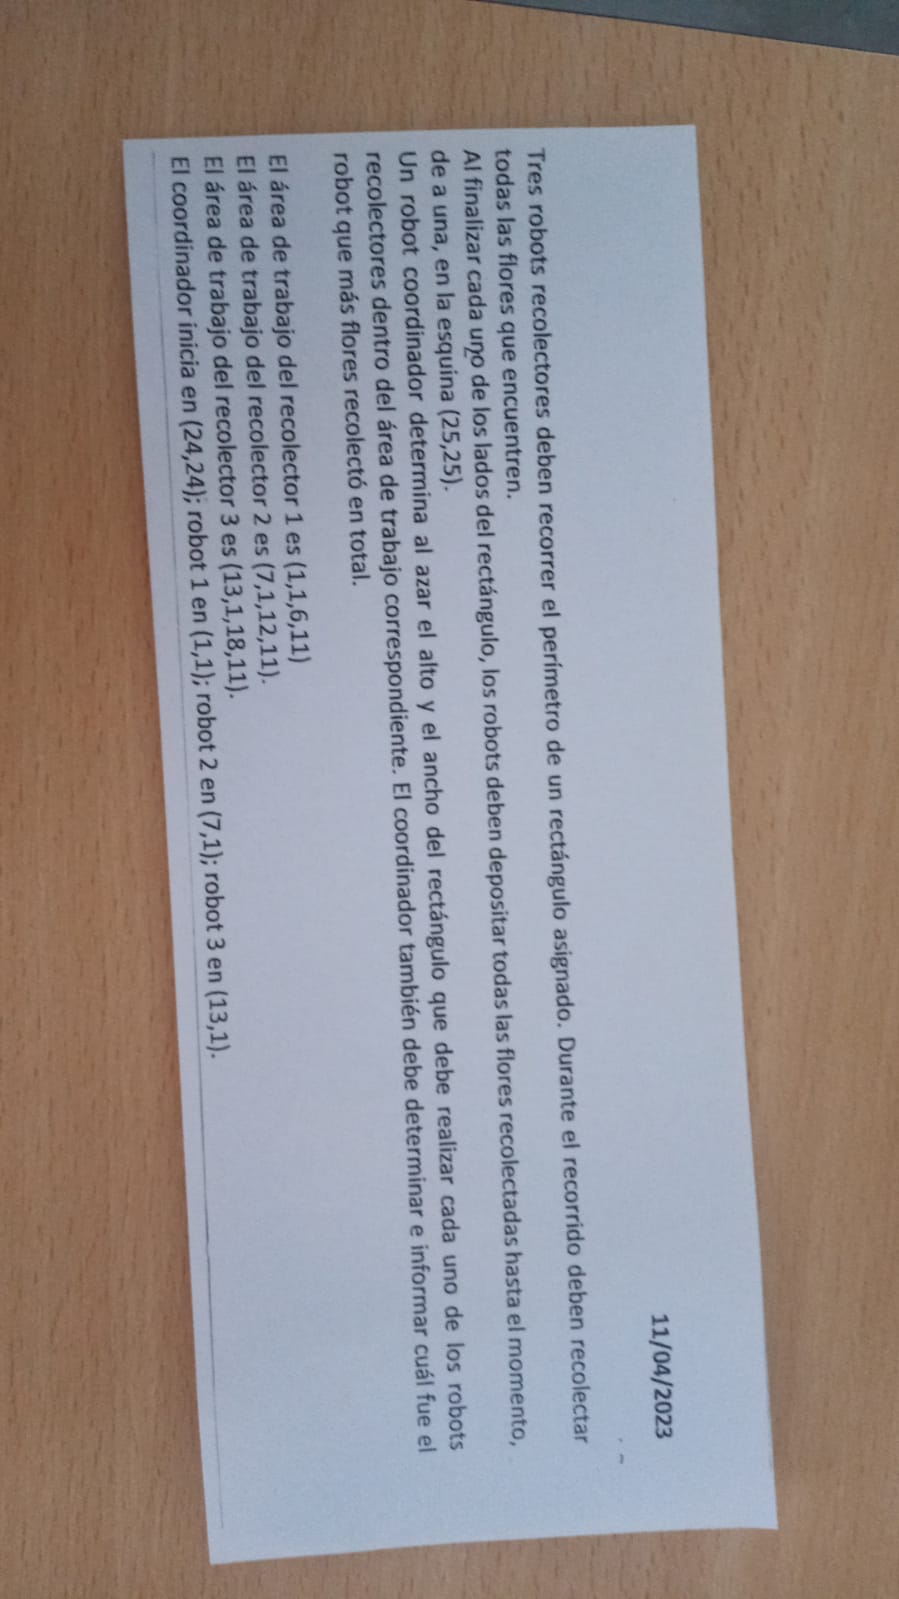 11/04/2023
Tres robots recolectores deben recorrer el perímetro de un rectángulo asignado. Durante el recorrido deben recolectar
todas las flores que encuentren.
Al finalizar cada uno de los lados del rectángulo, los robots deben depositar todas las flores recolectadas hasta el momento,
de a una, en la esquina (25,25).
Un robot coordinador determina al azar el alto y el ancho del rectángulo que debe realizar cada uno de los robots
recolectores dentro del área de trabajo correspondiente. El coordinador también debe determinar e informar cuál fue el
robot que más flores recolectó en total.
El área de trabajo del recolector 1 es (1,1,6,11)
El área de trabajo del recolector 2 es (7,1,12,11).
El área de trabajo del recolector 3 es (13,1,18,11).
El coordinador inicia en (24,24); robot 1 en (1,1); robot 2 en (7,1); robot 3 en (13,1).